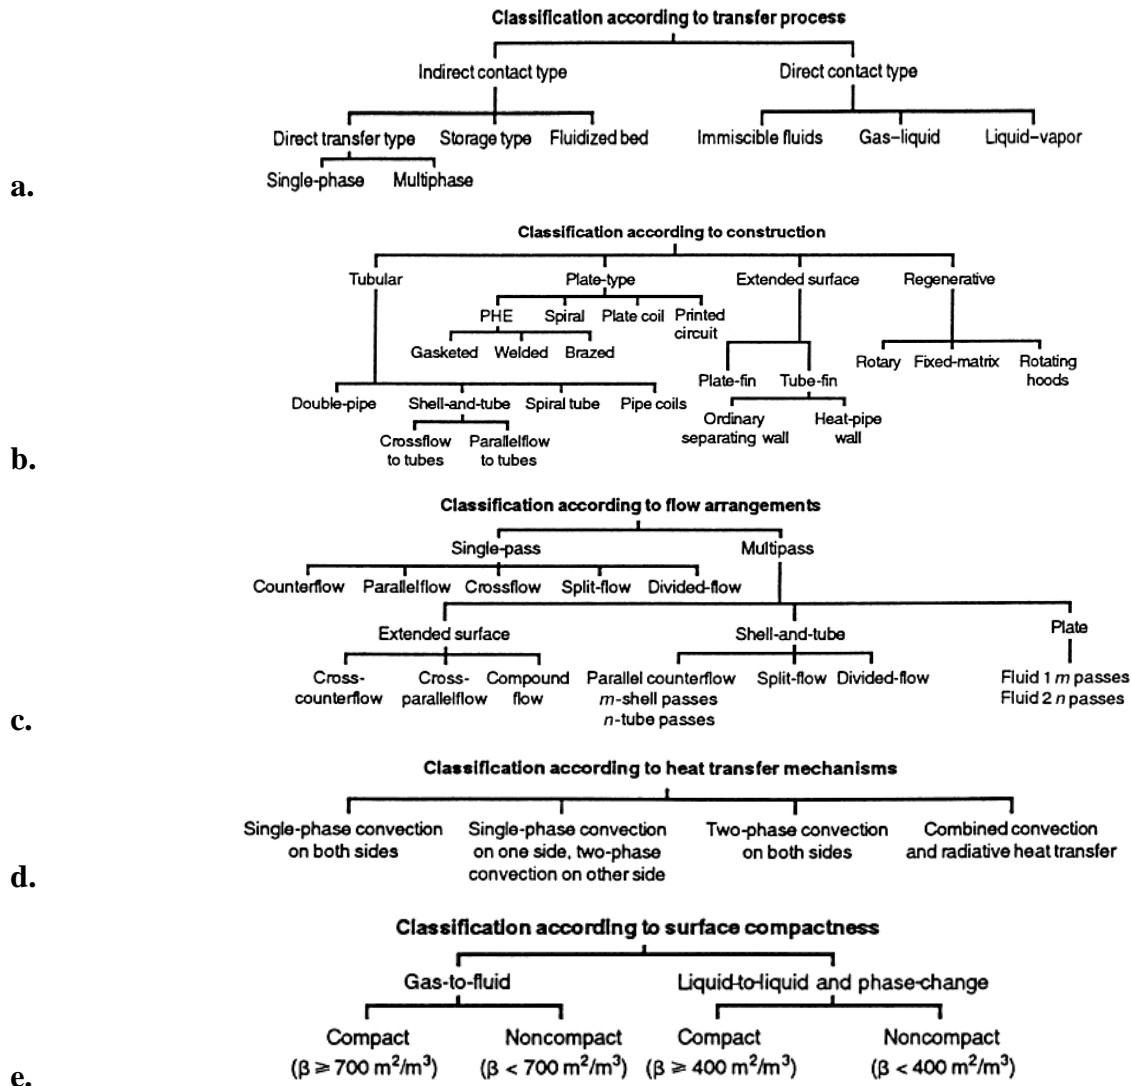 Classification according to transfer process
Indirect contact type
Direct contact type
Direct transfer type
Storage type
Fluidized bed
Immiscible fluids
Gas–liquid
Liquid–vapor
Single-phase
Multiphase
a.
Classification according to construction
Tubular
Plate-type
Extended surface
Regenerative
PHE
Spiral
Plate coil
Printed
circuit
Gasketed
Welded
Brazed
Rotary
Fixed-matrix
Rotating
hoods
Plate-fin
Tube-fin
Double-pipe
Shell-and-tube
Spiral tube
Pipe coils
Ordinary
separating wall
Heat-pipe
wall
Crossflow
to tubes
Parallelflow
to tubes
b.
Classification according to flow arrangements
Single-pass
Multipass
Counterflow
Parallelflow
Crossflow
Split-flow
Divided-flow
Extended surface
Shell-and-tube
Plate
Cross-
counterflow
Cross-
parallelflow
Compound
flow
Parallel counterflow
m-shell passes
n-tube passes
Split-flow
Divided-flow
Fluid 1 m passes
Fluid 2 n passes
c.
Classification according to heat transfer mechanisms
Single-phase convection
on both sides
Single-phase convection
on one side, two-phase
convection on other side
Two-phase convection
on both sides
Combined convection
and radiative heat transfer
d.
Classification according to surface compactness
Gas-to-fluid
Liquid-to-liquid and phase-change
Compact
(β ≥ 700 m²/m³)
Noncompact
(β < 700 m²/m³)
Compact
(β ≥ 400 m²/m³)
Noncompact
(β < 400 m²/m³)
e.